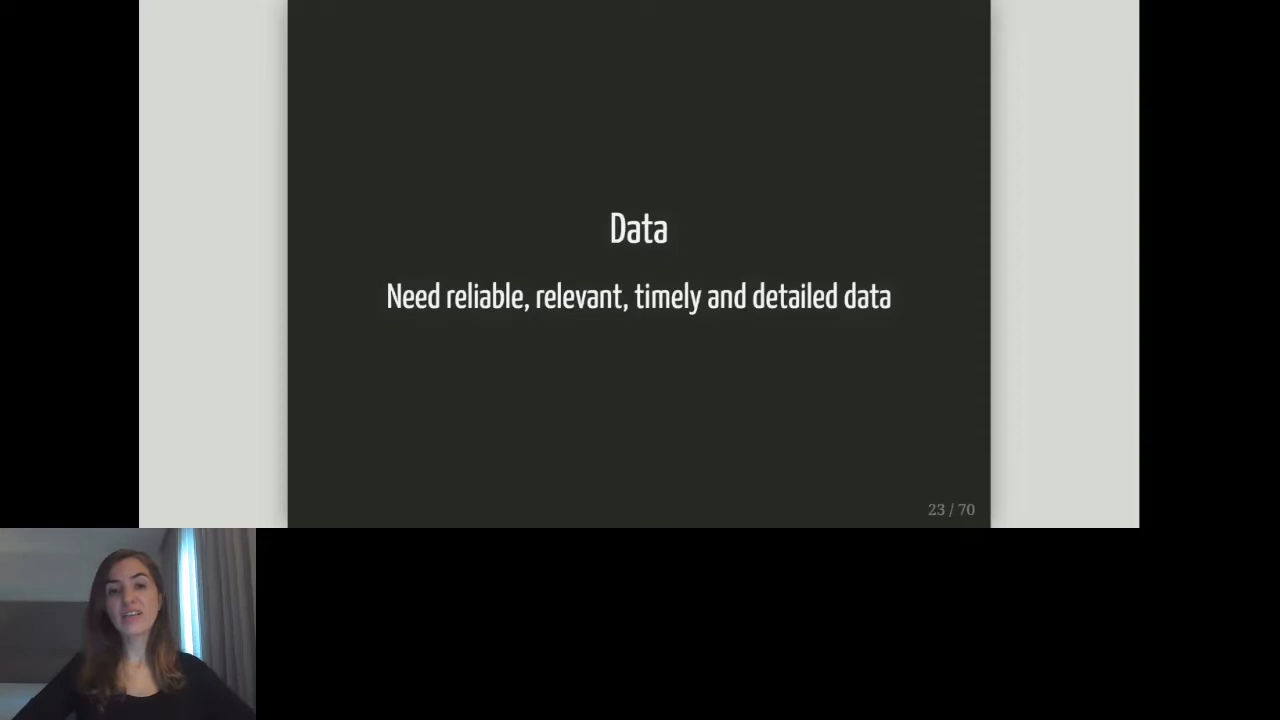 Data
Need reliable, relevant, timely and detailed data
23 / 70